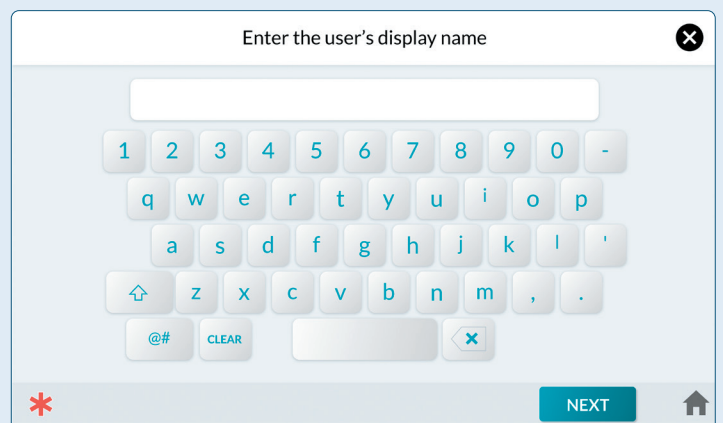 Enter the user’s display name
1 2 3 4 5 6 7 8 9 0 -
q w e r t y u i o p
a s d f g h j k l '
z x c v b n m , .
@# CLEAR
NEXT